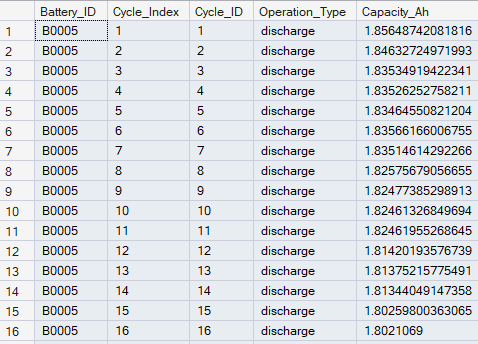 Battery_ID Cycle_Index Cycle_ID Operation_Type Capacity_Ah
1 B0005 1 1 discharge 1.85648742081816
2 B0005 2 2 discharge 1.84632724971993
3 B0005 3 3 discharge 1.83534919422341
4 B0005 4 4 discharge 1.83526252758211
5 B0005 5 5 discharge 1.83464550821204
6 B0005 6 6 discharge 1.83566166006755
7 B0005 7 7 discharge 1.83514614292266
8 B0005 8 8 discharge 1.82575679056655
9 B0005 9 9 discharge 1.82477385298913
10 B0005 10 10 discharge 1.82461326849694
11 B0005 11 11 discharge 1.82461955268645
12 B0005 12 12 discharge 1.81420193576739
13 B0005 13 13 discharge 1.81375215775491
14 B0005 14 14 discharge 1.81344049147358
15 B0005 15 15 discharge 1.80259800363065
16 B0005 16 16 discharge 1.8021069